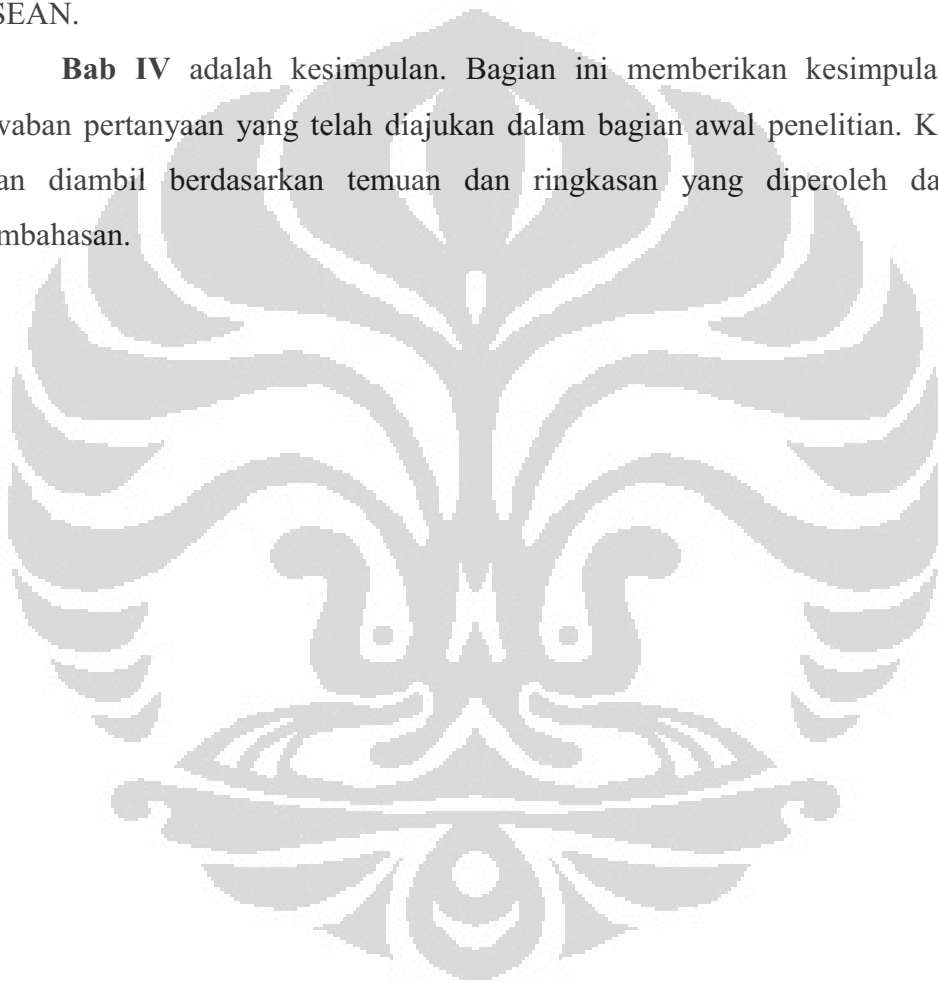 SEAN.
Bab IV adalah kesimpulan. Bagian ini memberikan kesimpula
waban pertanyaan yang telah diajukan dalam bagian awal penelitian. K
an diambil berdasarkan temuan dan ringkasan yang diperoleh da
mbahasan.